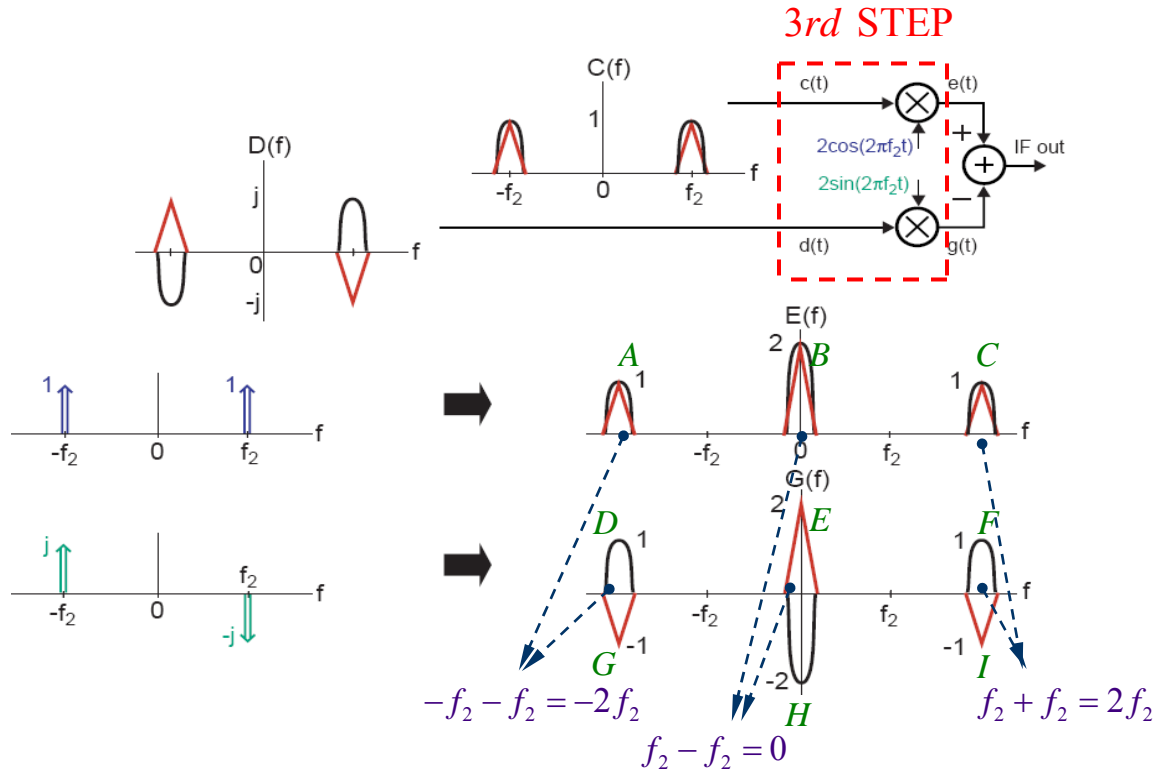 3rd STEP
C(f)
c(t)
e(t)
1
D(f)
2cos(2πf₂t)
+
IF out
j
-f₂
0
f₂
f
2sin(2πf₂t)
−
0
f
d(t)
g(t)
-j
E(f)
2
A
1
B
1
C
1
1
-f₂
0
f₂
f
-f₂
0
f₂
f
G(f)
2
D
1
E
1
F
j
-f₂
0
f₂
f
-j
-f₂
f₂
f
-1
-1
G
-2
H
I
−f₂ − f₂ = −2f₂
f₂ + f₂ = 2f₂
f₂ − f₂ = 0